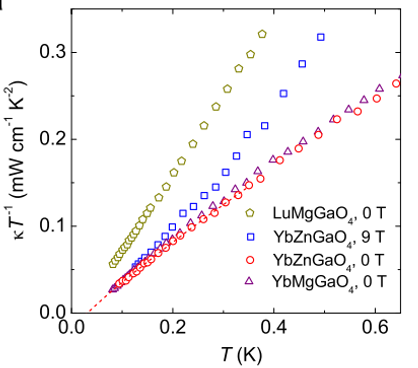 0.3
0.2
0.1
0.0
0.0
0.2
0.4
0.6
κT⁻¹ (mW cm⁻¹ K⁻²)
LuMgGaO₄, 0 T
YbZnGaO₄, 9 T
YbZnGaO₄, 0 T
YbMgGaO₄, 0 T
T (K)